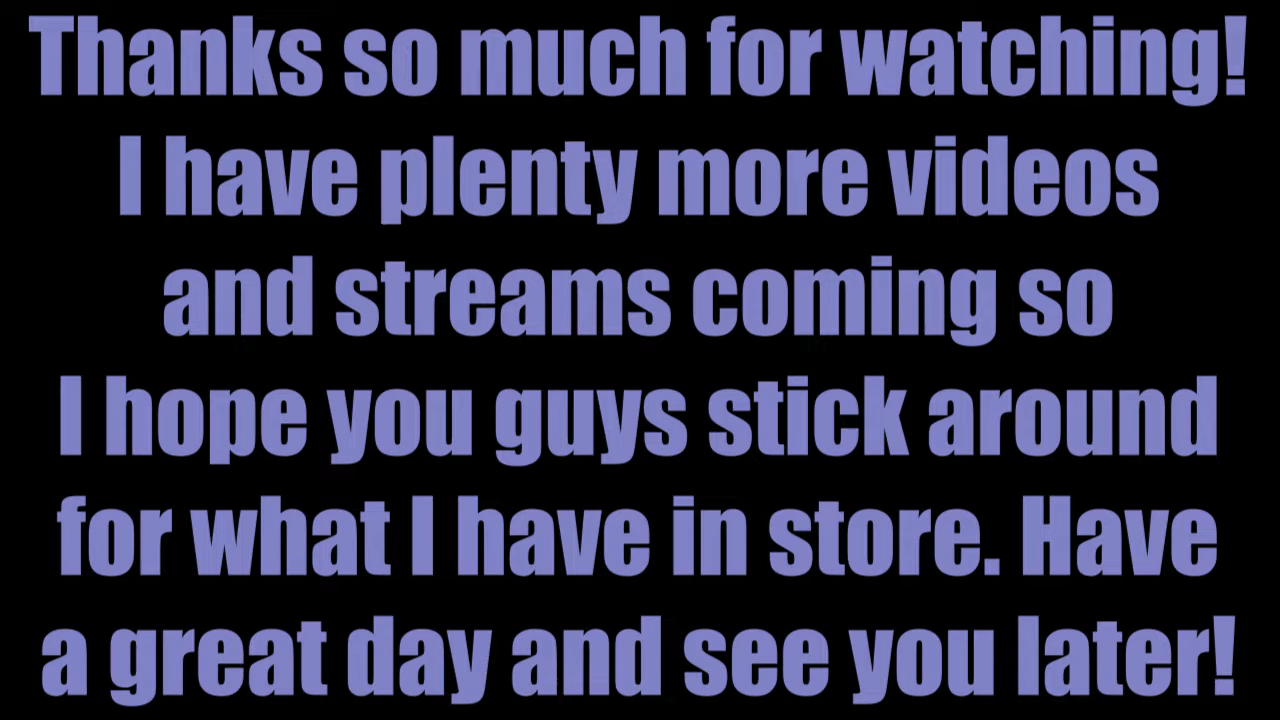 Thanks so much for watching!
I have plenty more videos
and streams coming so
I hope you guys stick around
for what I have in store. Have
a great day and see you later!